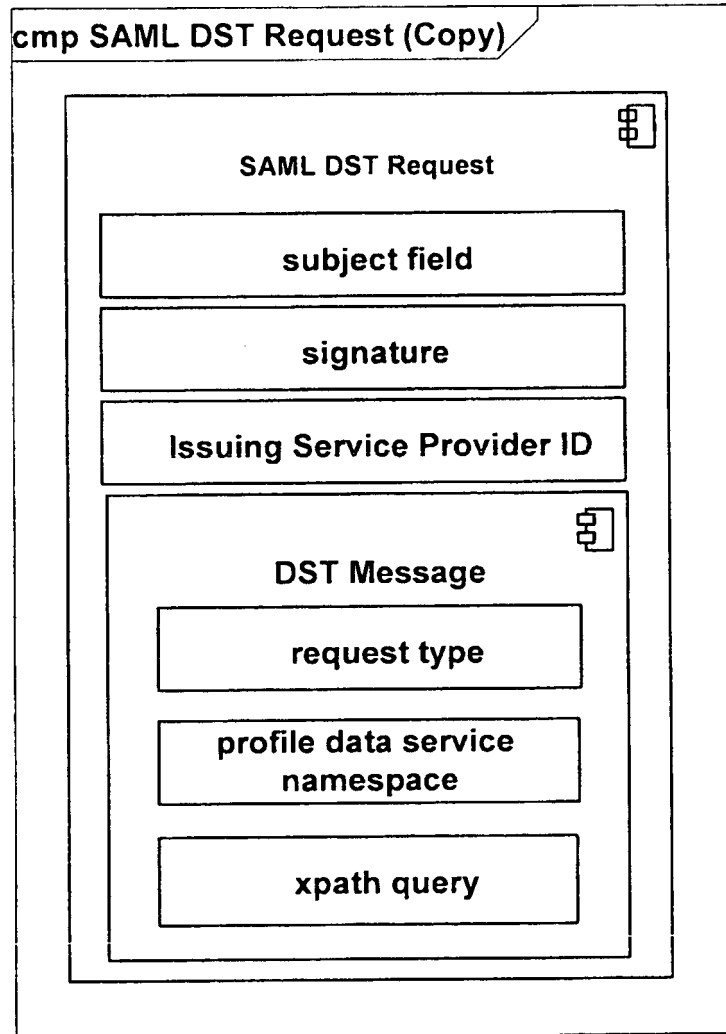 cmp SAML DST Request (Copy)
SAML DST Request
subject field
signature
Issuing Service Provider ID
DST Message
request type
profile data service
namespace
xpath query